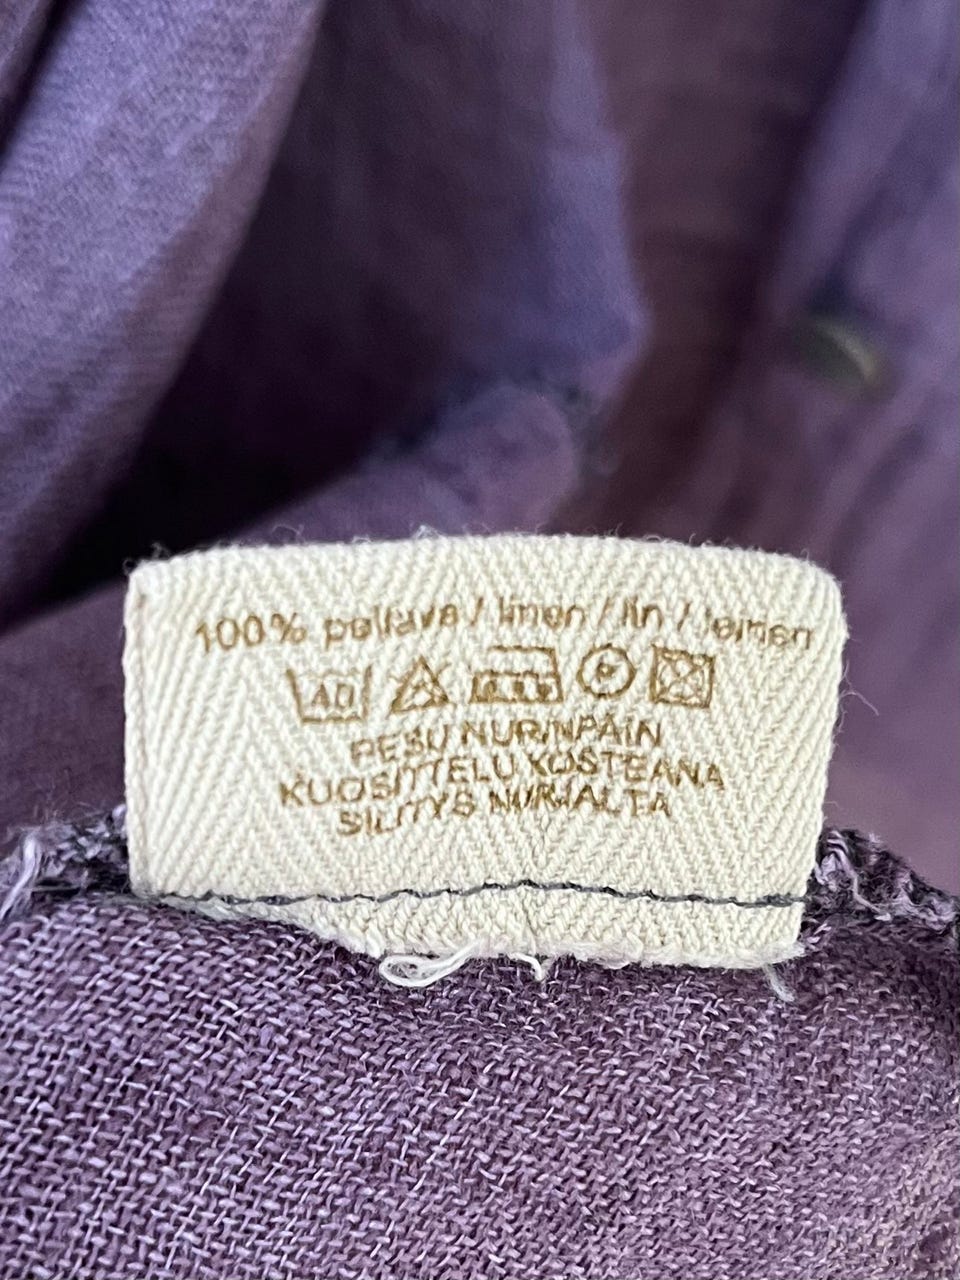 100% pellava / linen / lin / leinen
40
P
PESU NURINPÄIN
KUOSITTELU KOSTEANA
SILITYS NURJALTA